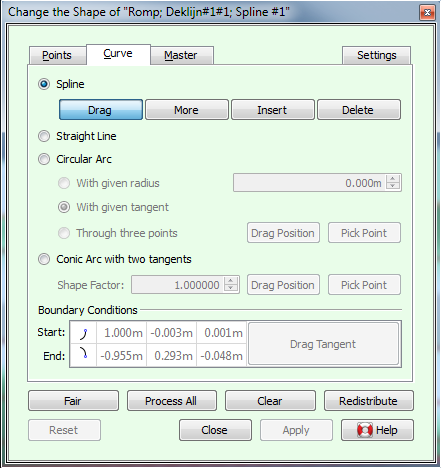 Change the Shape of "Romp; Deklijn#1#1; Spline #1"
Points Curve Master Settings
Spline
Drag More Insert Delete
Straight Line
Circular Arc
With given radius 0.000m
With given tangent
Through three points Drag Position Pick Point
Conic Arc with two tangents
Shape Factor: 1.000000 Drag Position Pick Point
Boundary Conditions
Start: 1.000m -0.003m 0.001m
Drag Tangent
End: -0.955m 0.293m -0.048m
Fair Process All Clear Redistribute
Reset Close Apply Help